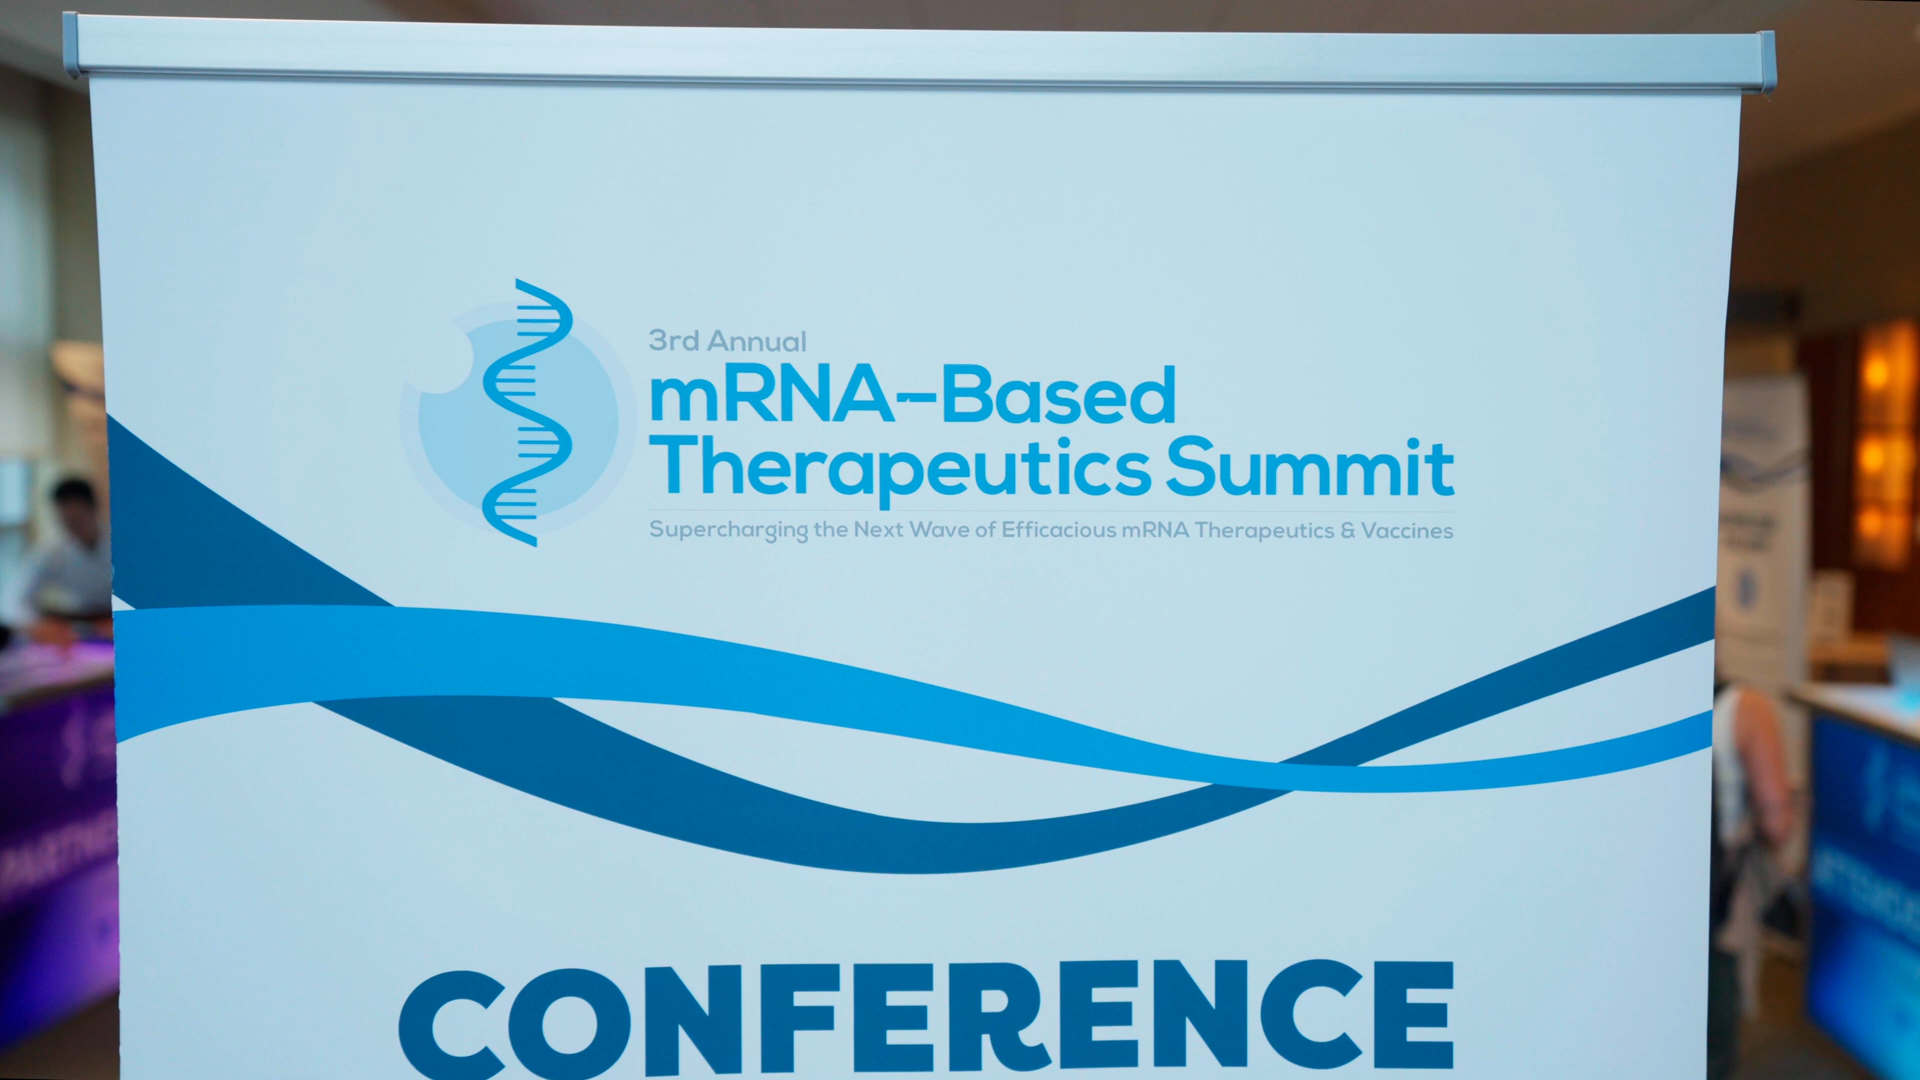 3rd Annual
mRNA-Based
Therapeutics Summit
Supercharging the Next Wave of Efficacious mRNA Therapeutics & Vaccines
CONFERENCE